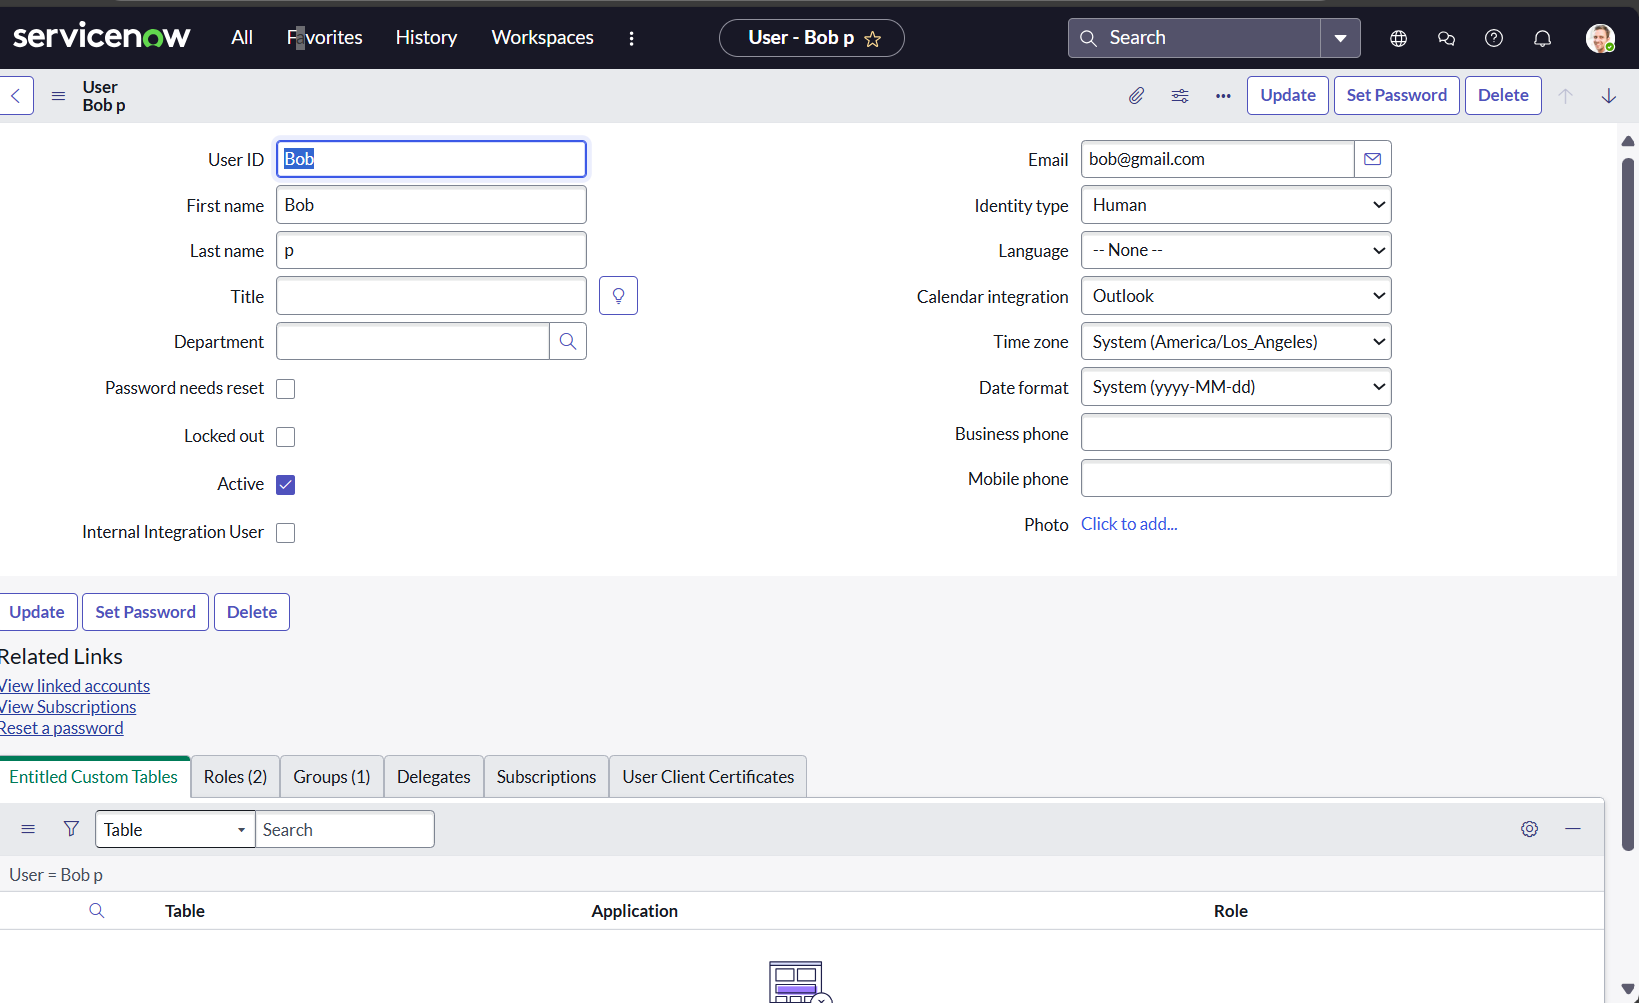 servicenow All Favorites History Workspaces User - Bob p Search
User
Bob p
Update Set Password Delete
User ID Bob Email bob@gmail.com
First name Bob Identity type Human
Last name p Language -- None --
Title Calendar integration Outlook
Department Time zone System (America/Los_Angeles)
Password needs reset Date format System (yyyy-MM-dd)
Locked out Business phone
Active Mobile phone
Internal Integration User Photo Click to add...
Update Set Password Delete
Related Links
View linked accounts
View Subscriptions
Reset a password
Entitled Custom Tables Roles (2) Groups (1) Delegates Subscriptions User Client Certificates
Table Search
User = Bob p
Table Application Role